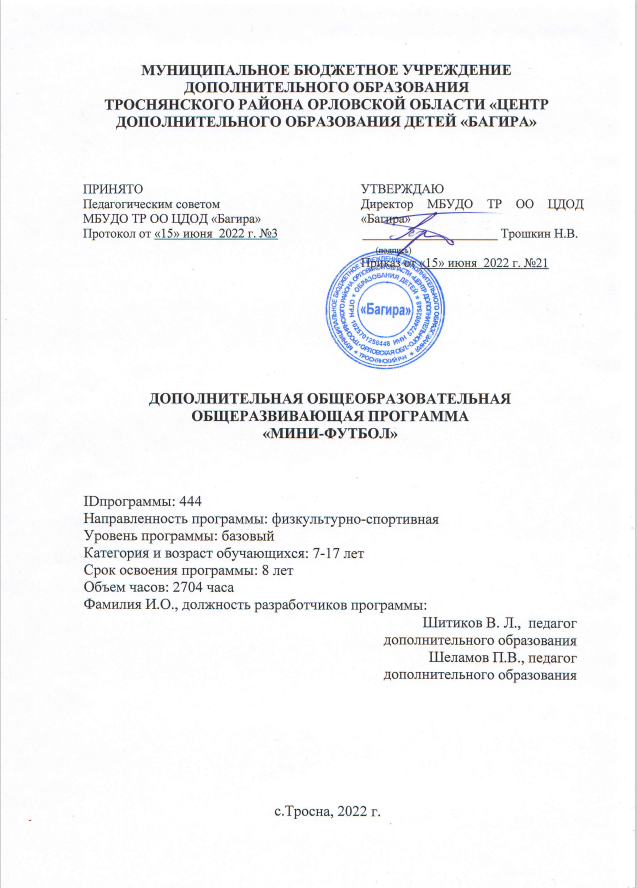 МУНИЦИПАЛЬНОЕ БЮДЖЕТНОЕ УЧРЕЖДЕНИЕ
ДОПОЛНИТЕЛЬНОГО ОБРАЗОВАНИЯ
ТРОСНЯНСКОГО РАЙОНА ОРЛОВСКОЙ ОБЛАСТИ «ЦЕНТР
ДОПОЛНИТЕЛЬНОГО ОБРАЗОВАНИЯ ДЕТЕЙ «БАГИРА»
ПРИНЯТО
Педагогическим советом
МБУДО ТР ОО ЦДОД «Багира»
Протокол от «15» июня 2022 г. №3
УТВЕРЖДАЮ
Директор МБУДО ТР ОО ЦДОД
«Багира»
Трошкин Н.В.
(подпись)
Приказ от «15» июня 2022 г. №21
«Багира»
ДОПОЛНИТЕЛЬНАЯ ОБЩЕОБРАЗОВАТЕЛЬНАЯ
ОБЩЕРАЗВИВАЮЩАЯ ПРОГРАММА
«МИНИ-ФУТБОЛ»
IDпрограммы: 444
Направленность программы: физкультурно-спортивная
Уровень программы: базовый
Категория и возраст обучающихся: 7-17 лет
Срок освоения программы: 8 лет
Объем часов: 2704 часа
Фамилия И.О., должность разработчиков программы:
Шитиков В. Л., педагог
дополнительного образования
Шеламов П.В., педагог
дополнительного образования
с.Тросна, 2022 г.